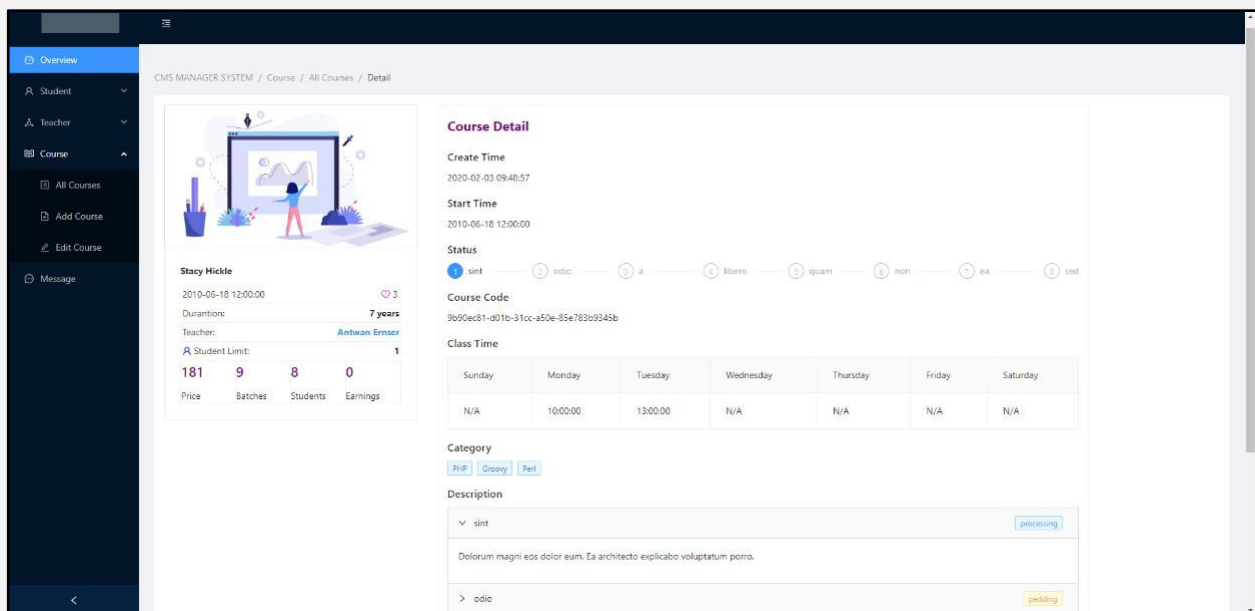 Overview
Student
Teacher
Course
All Courses
Add Course
Edit Course
Message
CMS MANAGER SYSTEM / Course / All Courses / Detail
Stacy Hickle
2010-06-18 12:00:00 3
Durantion: 7 years
Teacher: Antwan Ernser
Student Limit: 1
181 9 8 0
Price Batches Students Earnings
Course Detail
Create Time
2020-02-03 09:48:57
Start Time
2010-06-18 12:00:00
Status
1 sint 2 odio 3 a 4 libero 5 quam 6 non 7 ea 8 sed
Course Code
9b90ec81-d01b-31cc-a50e-85e783b9345b
Class Time
Sunday Monday Tuesday Wednesday Thursday Friday Saturday
N/A 10:00:00 13:00:00 N/A N/A N/A N/A
Category
PHP Groovy Perl
Description
sint processing
Dolorum magni eos dolor eum. Ea architecto explicabo voluptatum porro.
odio pedding